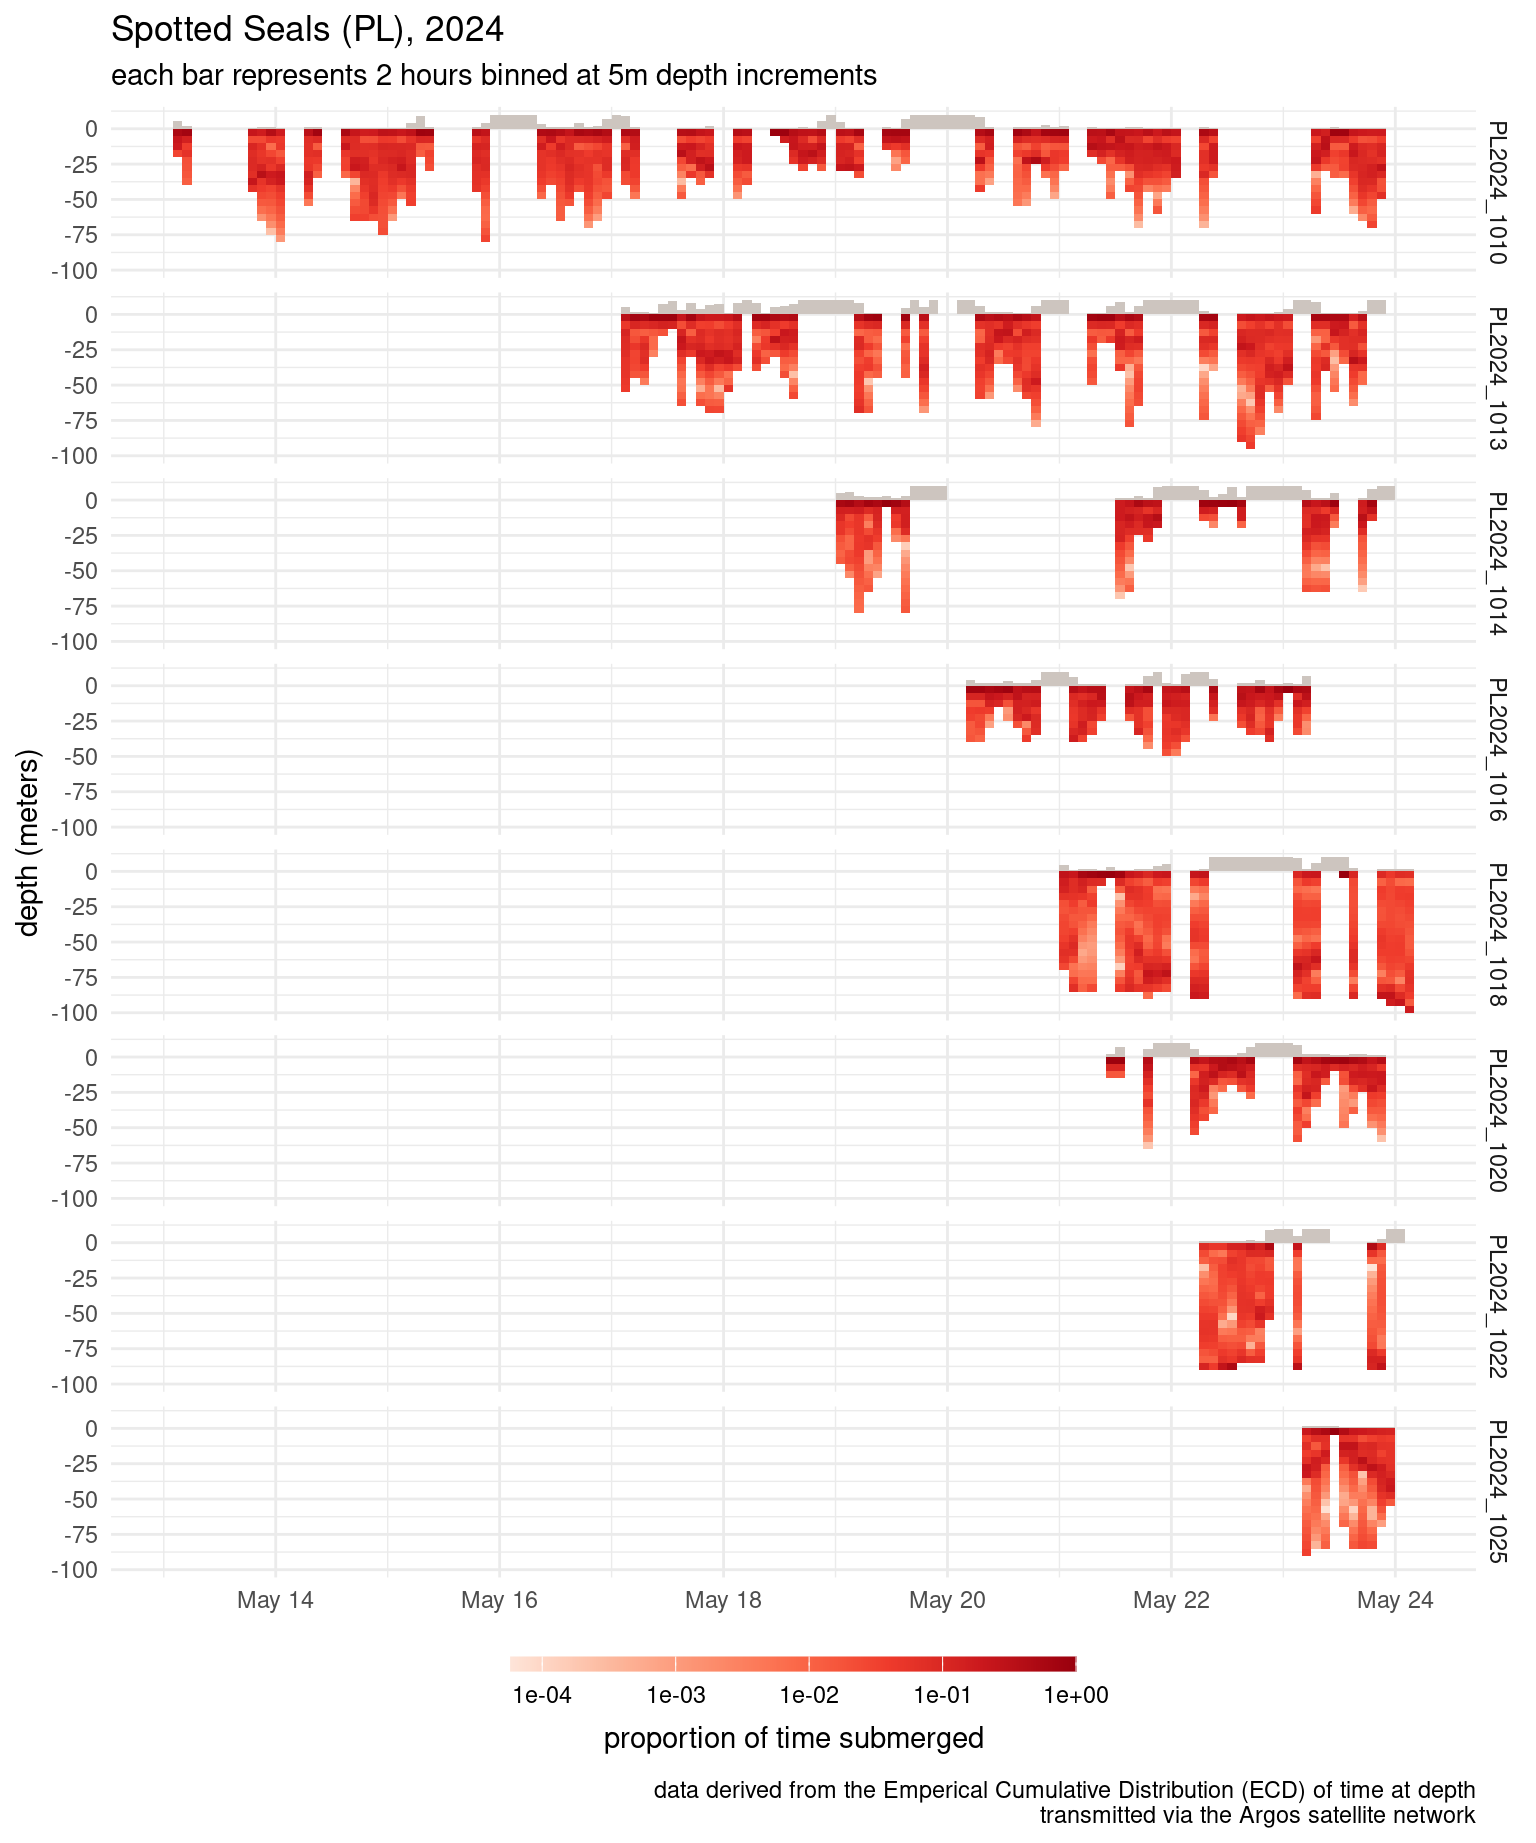 Spotted Seals (PL), 2024
each bar represents 2 hours binned at 5m depth increments
0
-25
-50
-75
-100
PL2024_1010
0
-25
-50
-75
-100
PL2024_1013
0
-25
-50
-75
-100
PL2024_1014
0
-25
-50
-75
-100
PL2024_1016
depth (meters)
0
-25
-50
-75
-100
PL2024_1018
0
-25
-50
-75
-100
PL2024_1020
0
-25
-50
-75
-100
PL2024_1022
0
-25
-50
-75
-100
PL2024_1025
May 14 May 16 May 18 May 20 May 22 May 24
1e-04 1e-03 1e-02 1e-01 1e+00
proportion of time submerged
data derived from the Emperical Cumulative Distribution (ECD) of time at depth
transmitted via the Argos satellite network